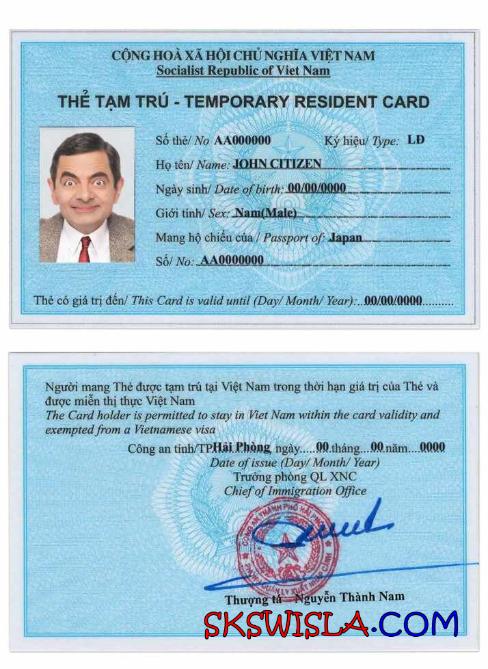 CỘNG HOÀ XÃ HỘI CHỦ NGHĨA VIỆT NAM
Socialist Republic of Viet Nam
THẺ TẠM TRÚ - TEMPORARY RESIDENT CARD
Số thẻ/ No AA000000 Ký hiệu/ Type: LĐ
Họ tên/ Name: JOHN CITIZEN
Ngày sinh/ Date of birth: 00/00/0000
Giới tính/ Sex: Nam(Male)
Mang hộ chiếu của / Passport of: Japan
Số/ No: AA0000000
Thẻ có giá trị đến/ This Card is valid until (Day/ Month/ Year):..00/00/0000..........
Người mang Thẻ được tạm trú tại Việt Nam trong thời hạn giá trị của Thẻ và
được miễn thị thực Việt Nam
The Card holder is permitted to stay in Viet Nam within the card validity and
exempted from a Vietnamese visa
Công an tỉnh/TP.Hải Phòng ngày....00.tháng...00.năm...0000
Date of issue (Day/ Month/ Year)
Trưởng phòng QL XNC
Chief of Immigration Office
CÔNG AN THÀNH PHỐ HẢI PHÒNG
Thượng tá Nguyễn Thành Nam
SKSWISLA.COM